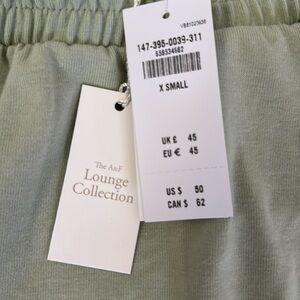 147-395-0039-311
X SMALL
UK £ 45
EU € 45
US $ 50
CAN $ 62
The A&F
Lounge
Collection